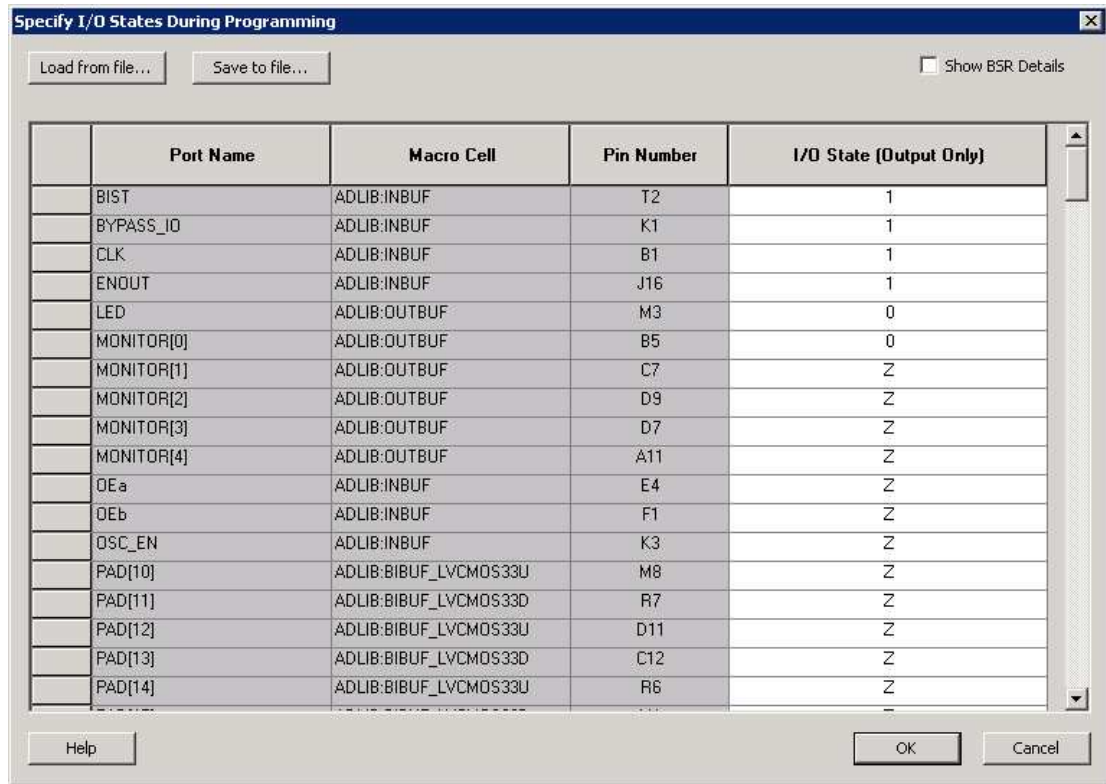 Specify I/O States During Programming
Load from file... Save to file... Show BSR Details
Port Name Macro Cell Pin Number I/O State (Output Only)
BIST ADLIB:INBUF T2 1
BYPASS_IO ADLIB:INBUF K1 1
CLK ADLIB:INBUF B1 1
ENOUT ADLIB:INBUF J16 1
LED ADLIB:OUTBUF M3 0
MONITOR[0] ADLIB:OUTBUF B5 0
MONITOR[1] ADLIB:OUTBUF C7 Z
MONITOR[2] ADLIB:OUTBUF D9 Z
MONITOR[3] ADLIB:OUTBUF D7 Z
MONITOR[4] ADLIB:OUTBUF A11 Z
OEa ADLIB:INBUF E4 Z
OEb ADLIB:INBUF F1 Z
OSC_EN ADLIB:INBUF K3 Z
PAD[10] ADLIB:BIBUF_LVCMOS33U M8 Z
PAD[11] ADLIB:BIBUF_LVCMOS33D R7 Z
PAD[12] ADLIB:BIBUF_LVCMOS33U D11 Z
PAD[13] ADLIB:BIBUF_LVCMOS33D C12 Z
PAD[14] ADLIB:BIBUF_LVCMOS33U R6 Z
Help OK Cancel